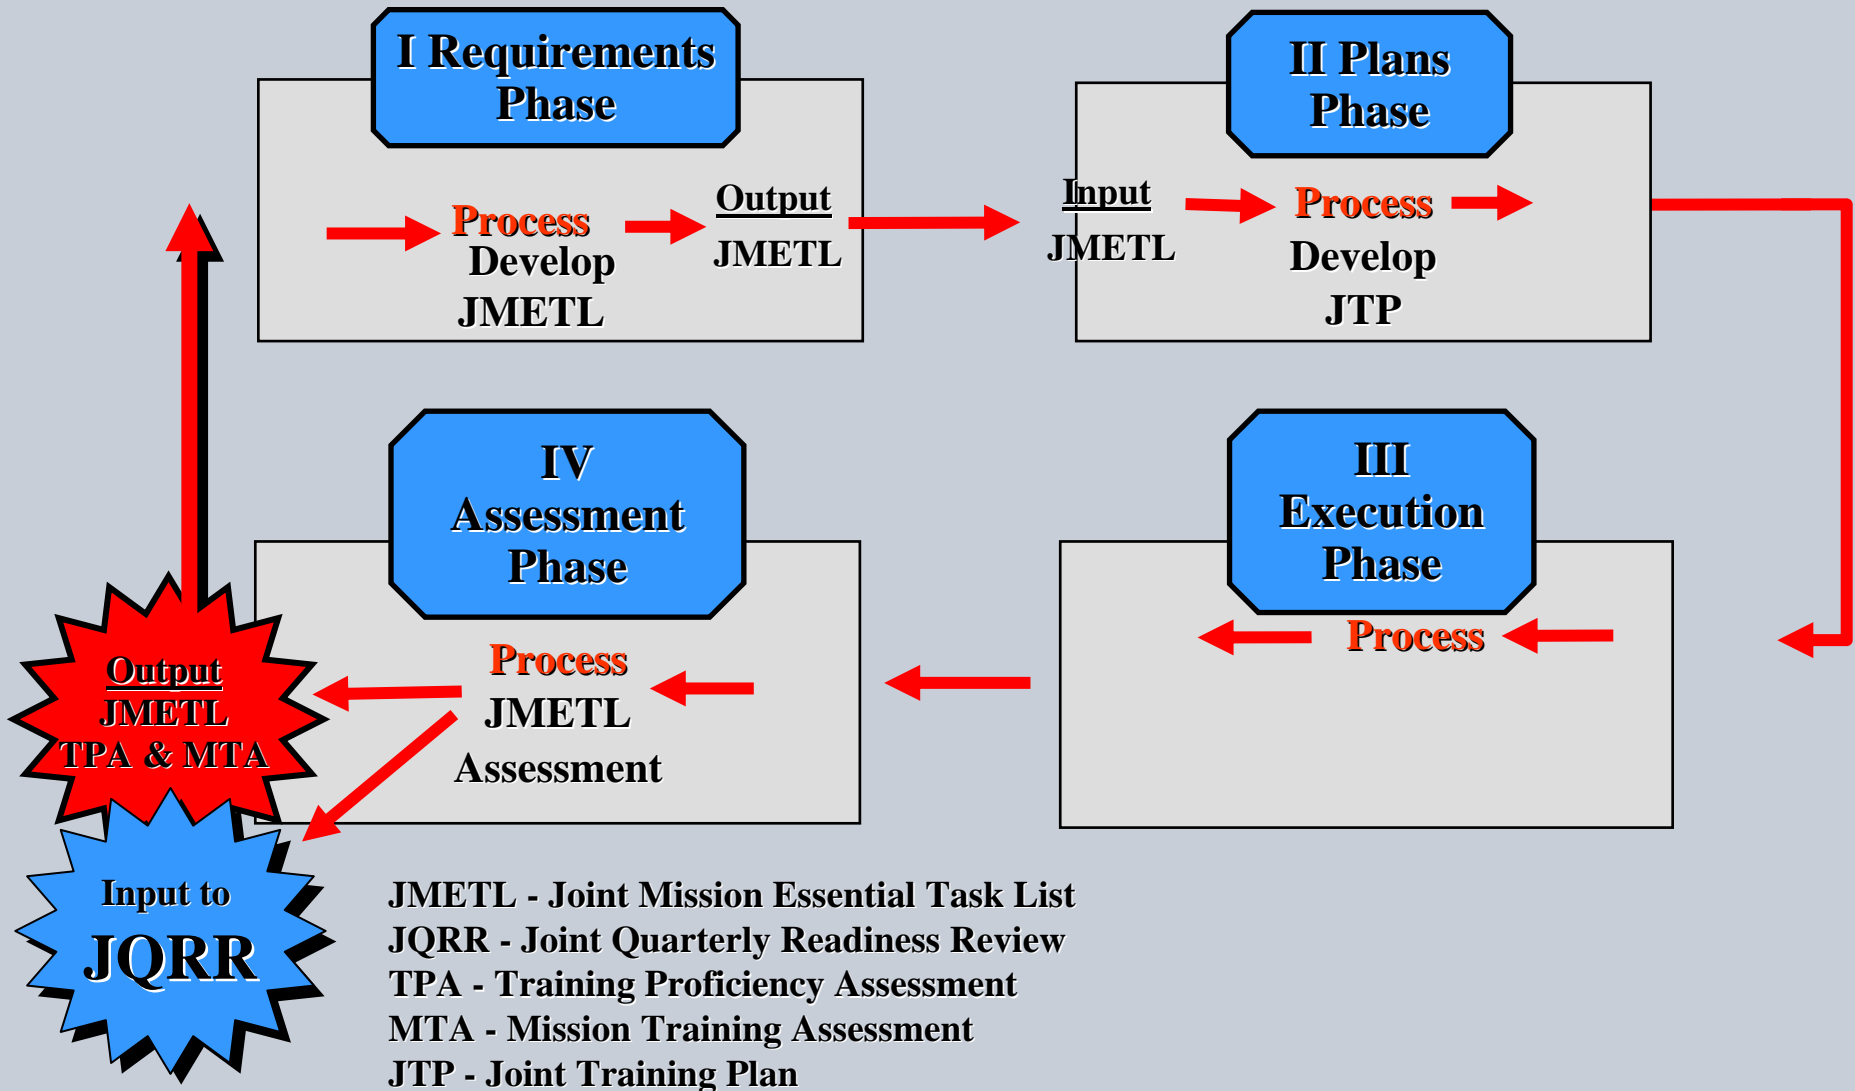 I Requirements
Phase
Process
Develop
JMETL
Output
JMETL
II Plans
Phase
Input
JMETL
Process
Develop
JTP
III
Execution
Phase
Process
IV
Assessment
Phase
Process
JMETL
Assessment
Output
JMETL
TPA & MTA
Input to
JQRR
JMETL - Joint Mission Essential Task List
JQRR - Joint Quarterly Readiness Review
TPA - Training Proficiency Assessment
MTA - Mission Training Assessment
JTP - Joint Training Plan